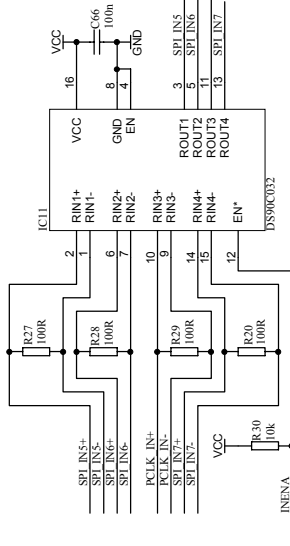 VCC
C66
100n
GND
16
8
4
SPI_IN5
SPI_IN6
SPI_IN7
3
5
11
13
IC11
VCC
GND
EN
ROUT1
ROUT2
ROUT3
ROUT4
RIN1+
RIN1-
RIN2+
RIN2-
RIN3+
RIN3-
RIN4+
RIN4-
EN*
DS90C032
2
1
6
7
10
9
14
15
12
R27
100R
R28
100R
R29
100R
R20
100R
SPI_IN5+
SPI_IN5-
SPI_IN6+
SPI_IN6-
PCLK_IN+
PCLK_IN-
SPI_IN7+
SPI_IN7-
VCC
R30
10k
INENA